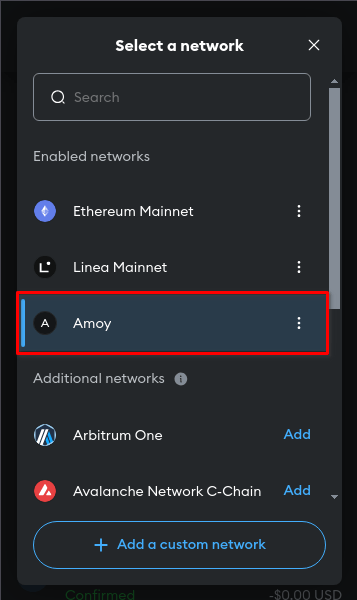 Select a network
Search
Enabled networks
Ethereum Mainnet
Linea Mainnet
A Amoy
Additional networks
Arbitrum One Add
Avalanche Network C-Chain Add
+ Add a custom network
Confirmed -$0.00 USD